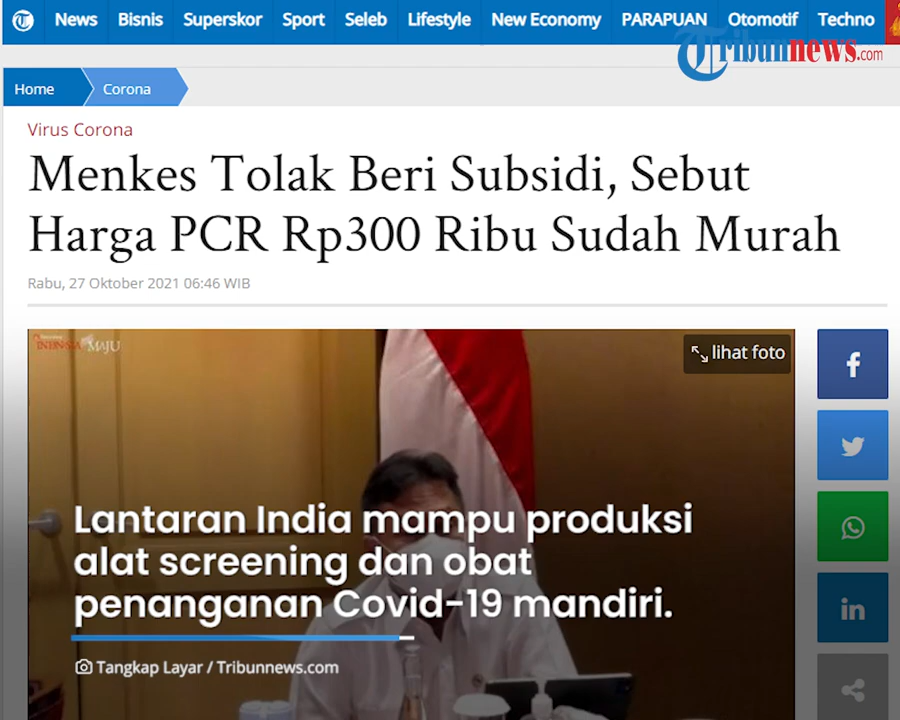 News Bisnis Superskor Sport Seleb Lifestyle New Economy PARAPUAN Otomotif Techno
Tribunnews.com
Home Corona
Virus Corona
Menkes Tolak Beri Subsidi, Sebut
Harga PCR Rp300 Ribu Sudah Murah
Rabu, 27 Oktober 2021 06:46 WIB
INDONESIA MAJU
lihat foto
Lantaran India mampu produksi
alat screening dan obat
penanganan Covid-19 mandiri.
Tangkap Layar / Tribunnews.com